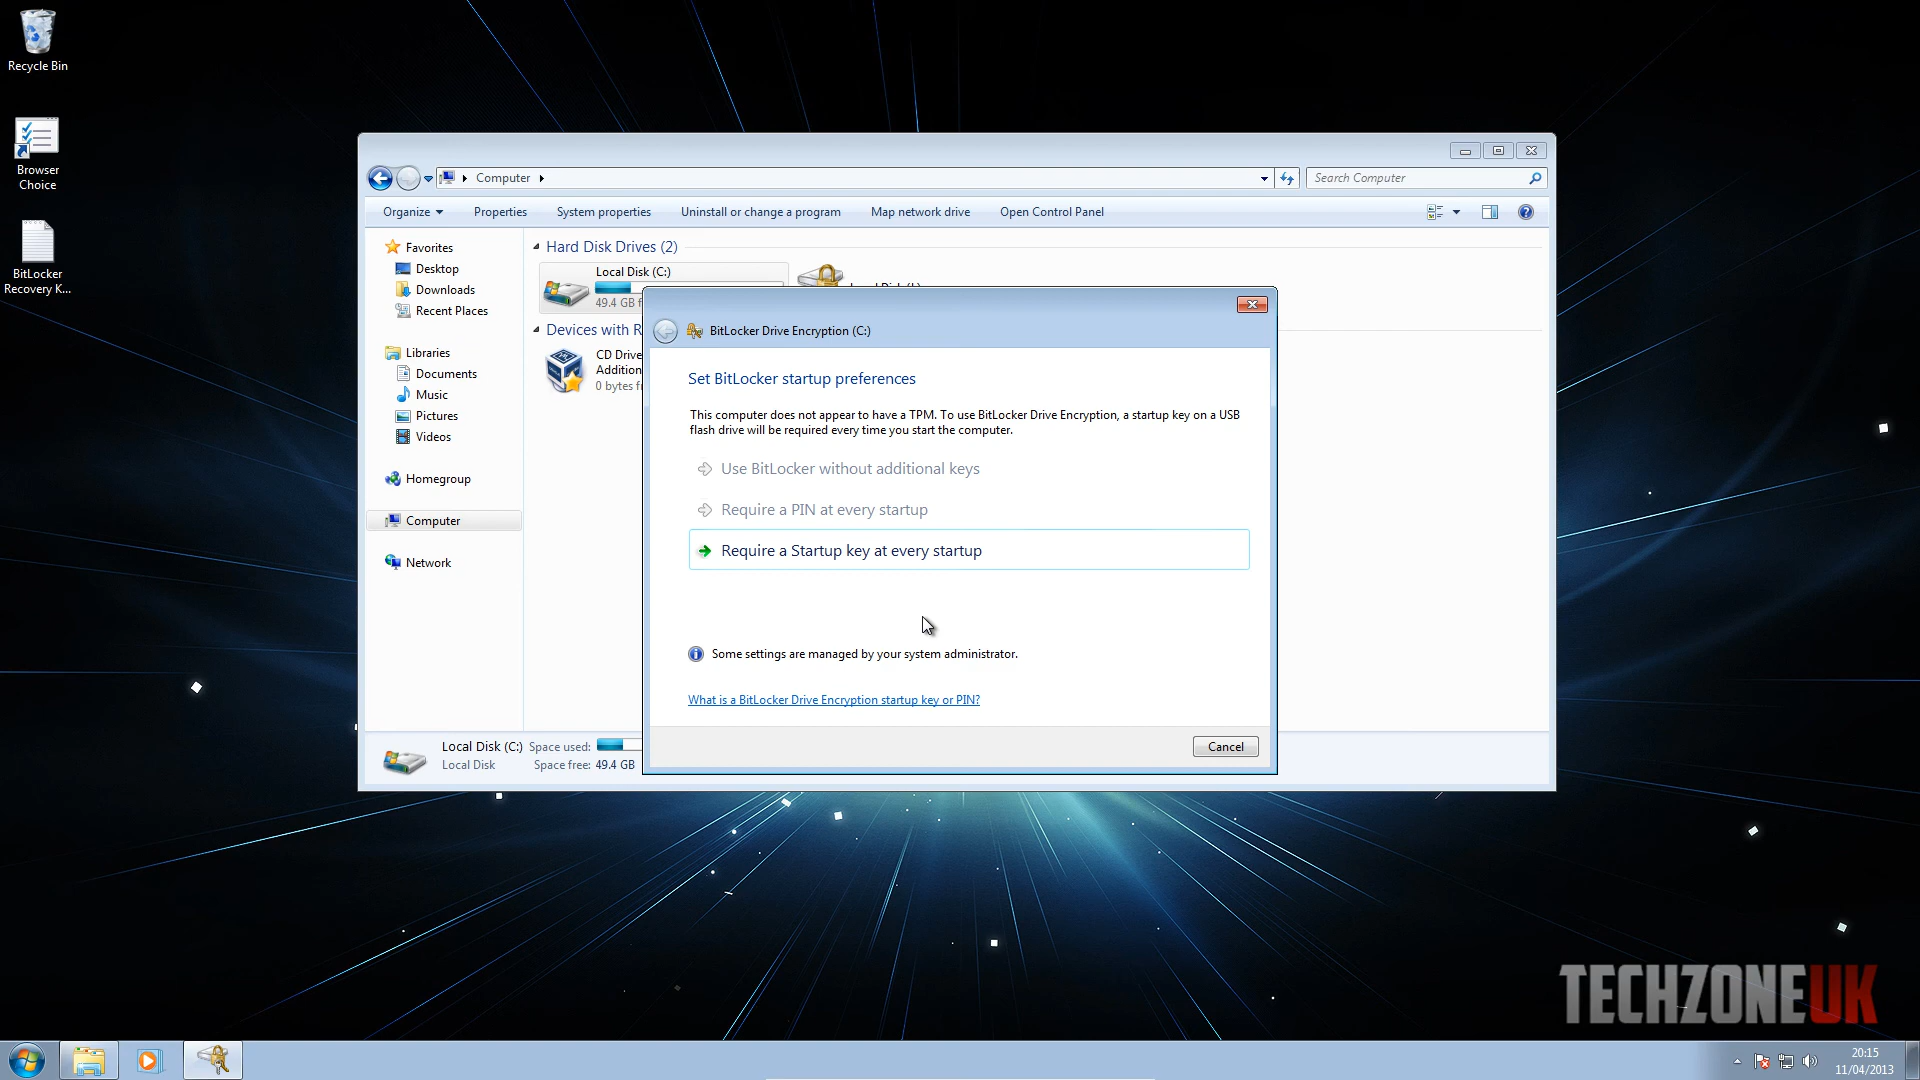 Recycle Bin
Browser
Choice
BitLocker
Recovery K...
Computer
Search Computer
Organize
Properties
System properties
Uninstall or change a program
Map network drive
Open Control Panel
Favorites
Desktop
Downloads
Recent Places
Libraries
Documents
Music
Pictures
Videos
Homegroup
Computer
Network
Hard Disk Drives (2)
Local Disk (C:)
49.4 GB f
Devices with R
CD Drive
Addition
0 bytes f
BitLocker Drive Encryption (C:)
Set BitLocker startup preferences
This computer does not appear to have a TPM. To use BitLocker Drive Encryption, a startup key on a USB
flash drive will be required every time you start the computer.
Use BitLocker without additional keys
Require a PIN at every startup
Require a Startup key at every startup
Some settings are managed by your system administrator.
What is a BitLocker Drive Encryption startup key or PIN?
Cancel
Local Disk (C:) Space used:
Local Disk Space free: 49.4 GB
TECHZONEUK
20:15
11/04/2013